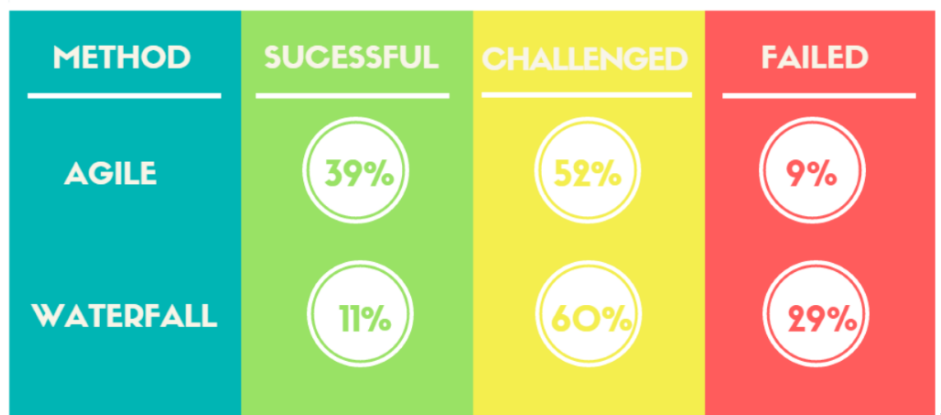 METHOD SUCESSFUL CHALLENGED FAILED
AGILE 39% 52% 9%
WATERFALL 11% 60% 29%